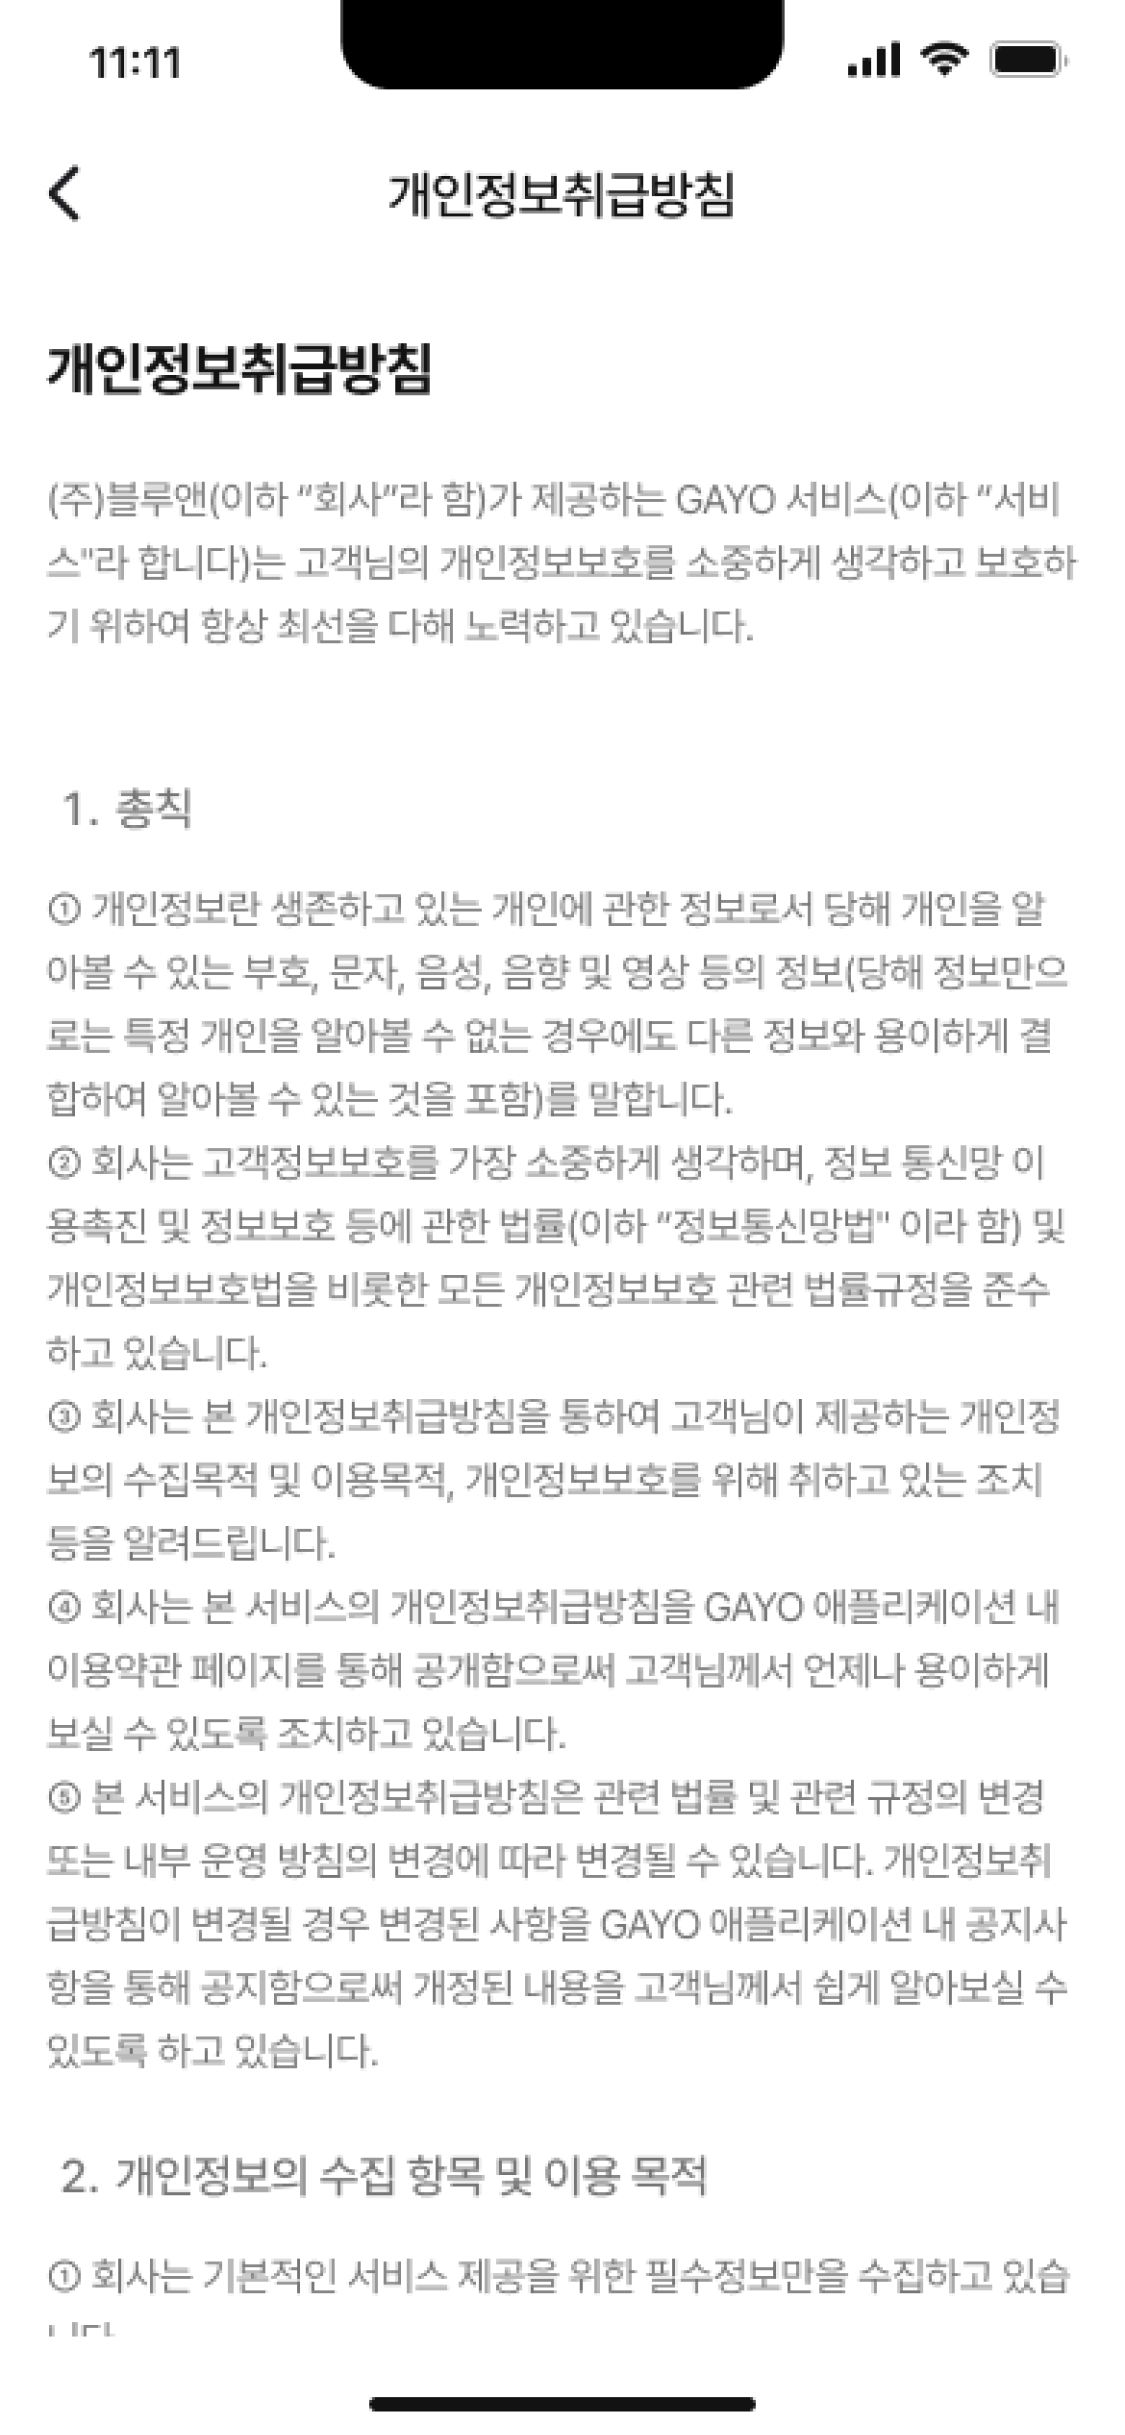 11:11
개인정보취급방침
개인정보취급방침
(주)블루앤(이하 “회사”라 함)가 제공하는 GAYO 서비스(이하 “서비
스"라 합니다)는 고객님의 개인정보보호를 소중하게 생각하고 보호하
기 위하여 항상 최선을 다해 노력하고 있습니다.
1. 총칙
① 개인정보란 생존하고 있는 개인에 관한 정보로서 당해 개인을 알
아볼 수 있는 부호, 문자, 음성, 음향 및 영상 등의 정보(당해 정보만으
로는 특정 개인을 알아볼 수 없는 경우에도 다른 정보와 용이하게 결
합하여 알아볼 수 있는 것을 포함)를 말합니다.
② 회사는 고객정보보호를 가장 소중하게 생각하며, 정보 통신망 이
용촉진 및 정보보호 등에 관한 법률(이하 “정보통신망법" 이라 함) 및
개인정보보호법을 비롯한 모든 개인정보보호 관련 법률규정을 준수
하고 있습니다.
③ 회사는 본 개인정보취급방침을 통하여 고객님이 제공하는 개인정
보의 수집목적 및 이용목적, 개인정보보호를 위해 취하고 있는 조치
등을 알려드립니다.
④ 회사는 본 서비스의 개인정보취급방침을 GAYO 애플리케이션 내
이용약관 페이지를 통해 공개함으로써 고객님께서 언제나 용이하게
보실 수 있도록 조치하고 있습니다.
⑤ 본 서비스의 개인정보취급방침은 관련 법률 및 관련 규정의 변경
또는 내부 운영 방침의 변경에 따라 변경될 수 있습니다. 개인정보취
급방침이 변경될 경우 변경된 사항을 GAYO 애플리케이션 내 공지사
항을 통해 공지함으로써 개정된 내용을 고객님께서 쉽게 알아보실 수
있도록 하고 있습니다.
2. 개인정보의 수집 항목 및 이용 목적
① 회사는 기본적인 서비스 제공을 위한 필수정보만을 수집하고 있습